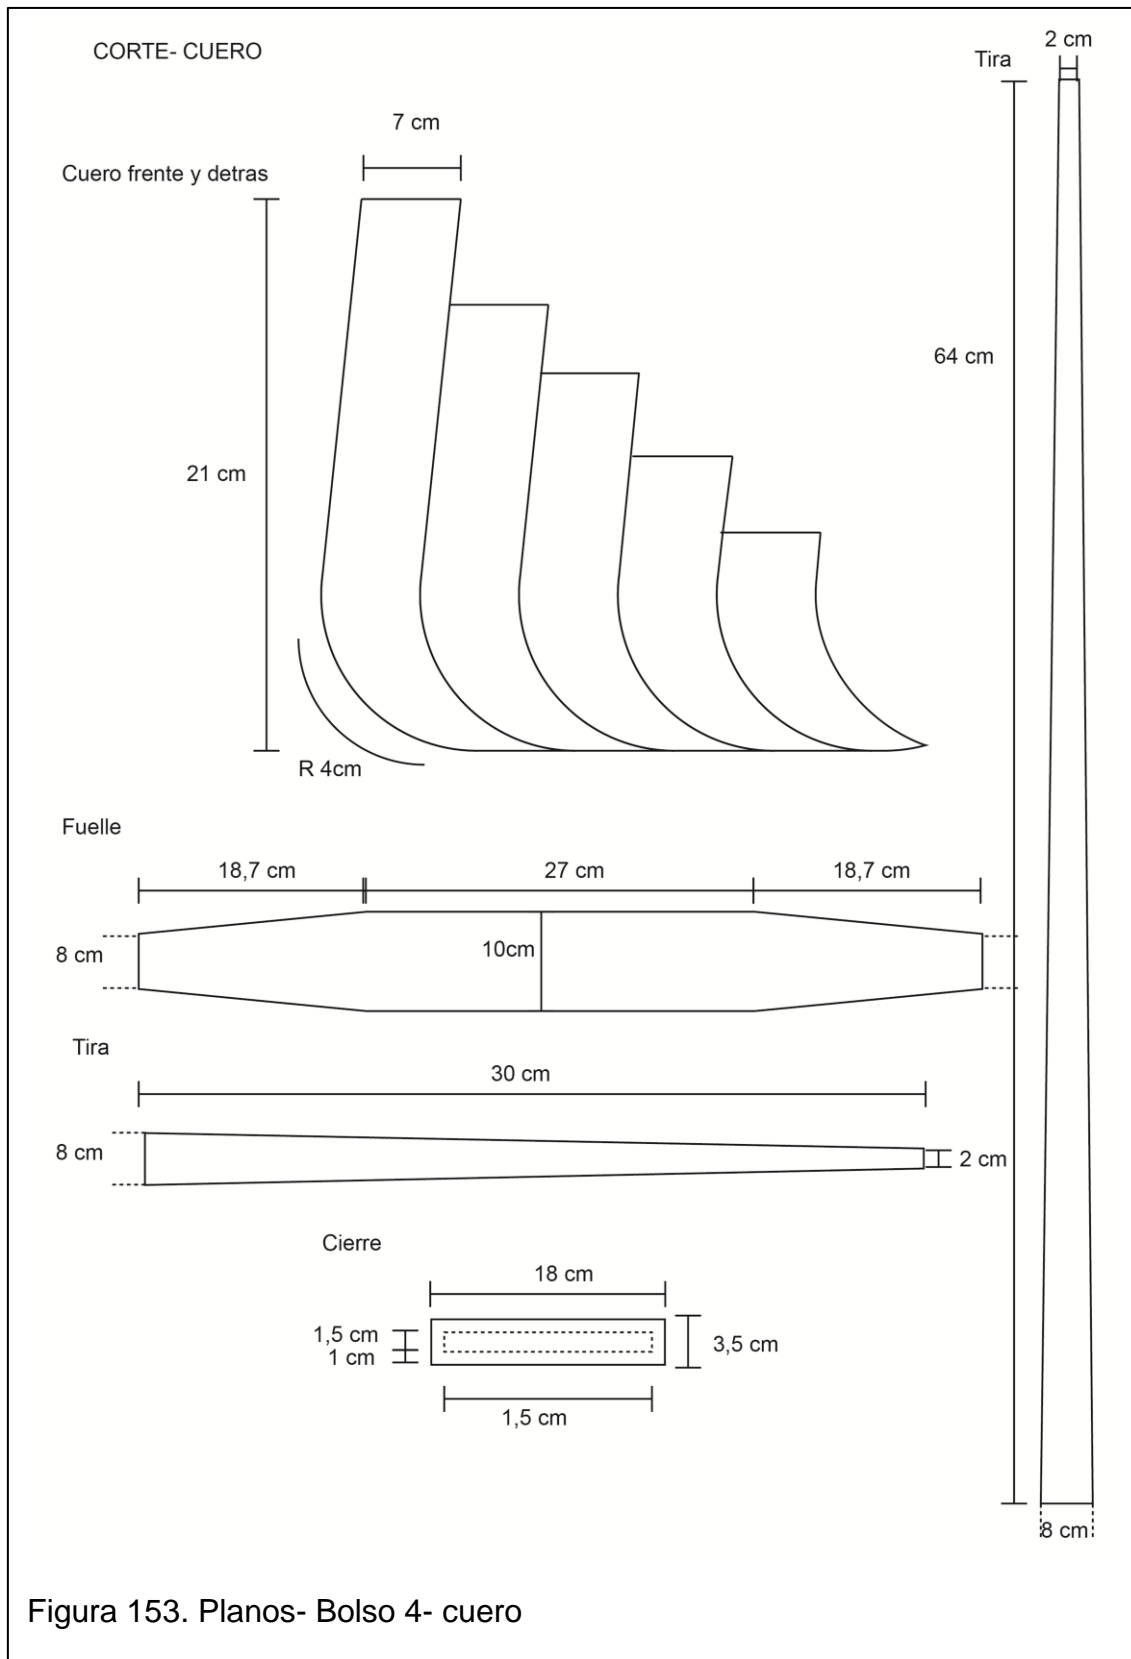 CORTE- CUERO
Tira
2 cm
7 cm
Cuero frente y detras
64 cm
21 cm
R 4cm
Fuelle
18,7 cm
27 cm
18,7 cm
8 cm
10cm
Tira
30 cm
8 cm
2 cm
Cierre
18 cm
1,5 cm
1 cm
3,5 cm
1,5 cm
8 cm
Figura 153. Planos- Bolso 4- cuero